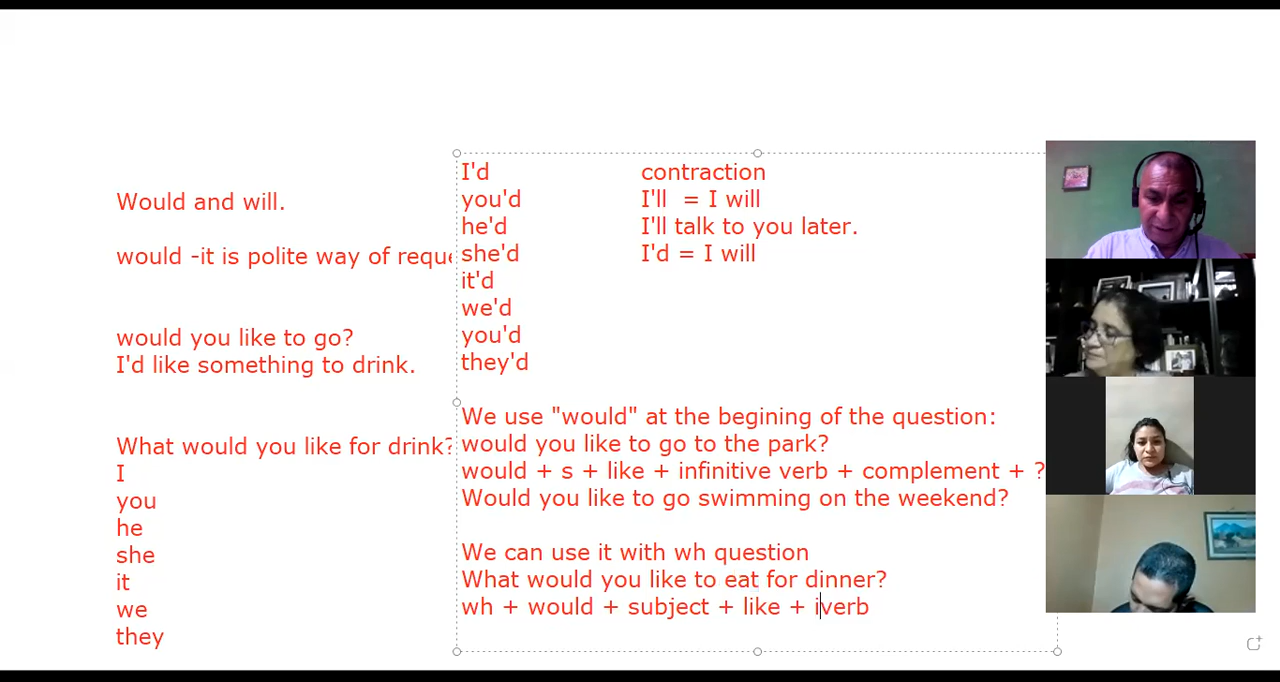 Would and will.
would -it is polite way of
would you like to go?
I'd like something to drink.
What would you like for drink?
I
you
he
she
it
we
they
I'd
you'd
he'd
she'd
it'd
we'd
you'd
they'd
contraction
I'll = I will
I'll talk to you later.
I'd = I will
We use "would" at the begining of the question:
would you like to go to the park?
would + s + like + infinitive verb + complement + ?
Would you like to go swimming on the weekend?
We can use it with wh question
What would you like to eat for dinner?
wh + would + subject + like + iverb